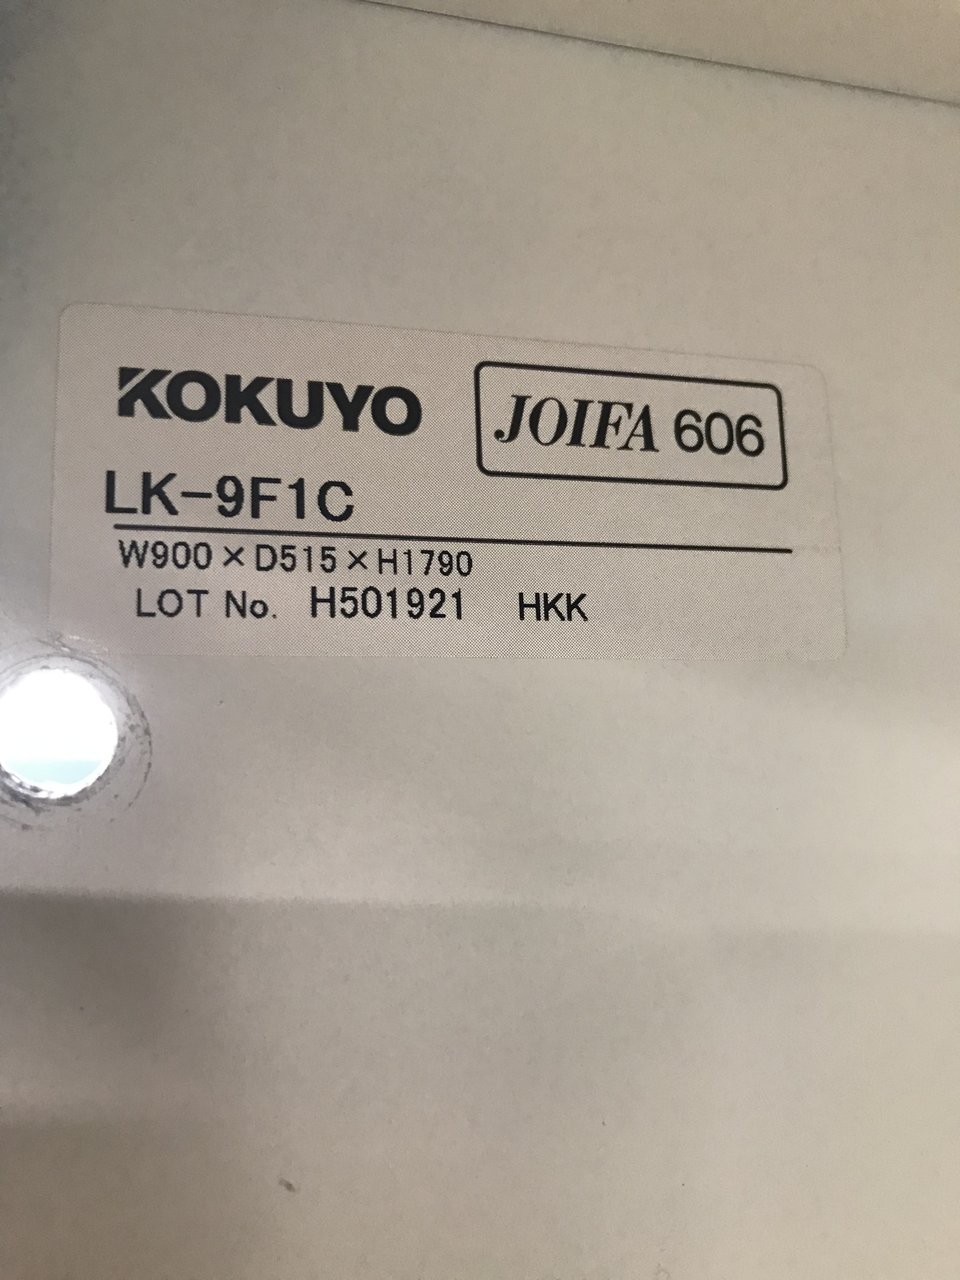 KOKUYO JOIFA 606
LK-9F1C
W900×D515×H1790
LOT No. H501921 HKK